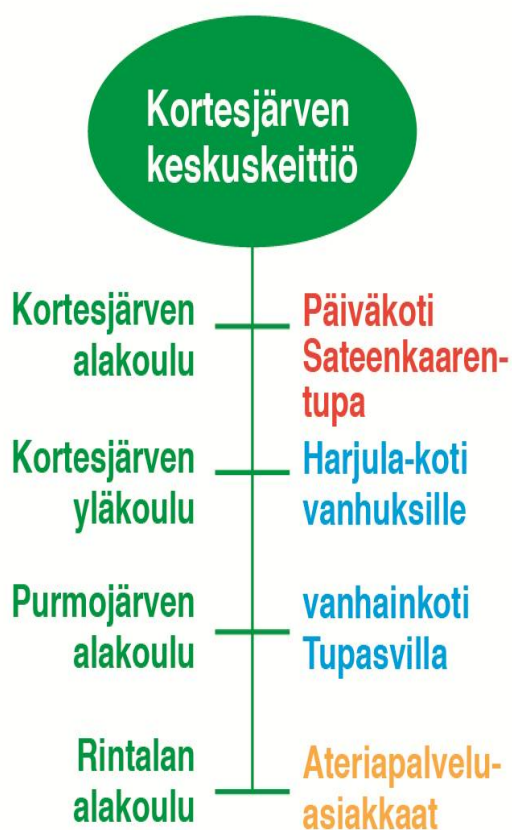 Kortesjärven
keskuskeittiö
Kortesjärven
alakoulu
Päiväkoti
Sateenkaaren-
tupa
Kortesjärven
yläkoulu
Harjula-koti
vanhuksille
Purmojärven
alakoulu
vanhainkoti
Tupasvilla
Rintalan
alakoulu
Ateriapalvelu-
asiakkaat